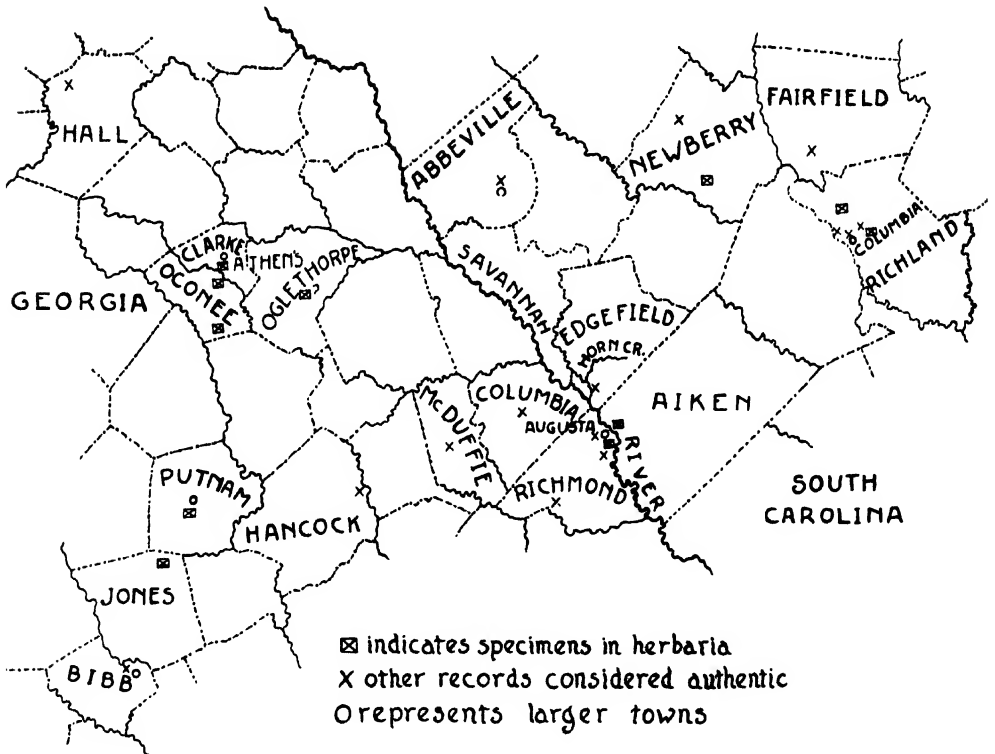 FAIRFIELD
ABBEVILLE
NEWBERRY
HALL
COLUMBIA
RICHLAND
CLARKE
ATHENS
OCONEE
OGLETHORPE
SAVANNAH
RIVER
GEORGIA
EDGEFIELD
HORN CR.
COLUMBIA
McDUFFIE
AIKEN
AUGUSTA
PUTNAM
RICHMOND
HANCOCK
SOUTH
CAROLINA
JONES
BIBB
indicates specimens in herbaria
X other records considered authentic
O represents larger towns